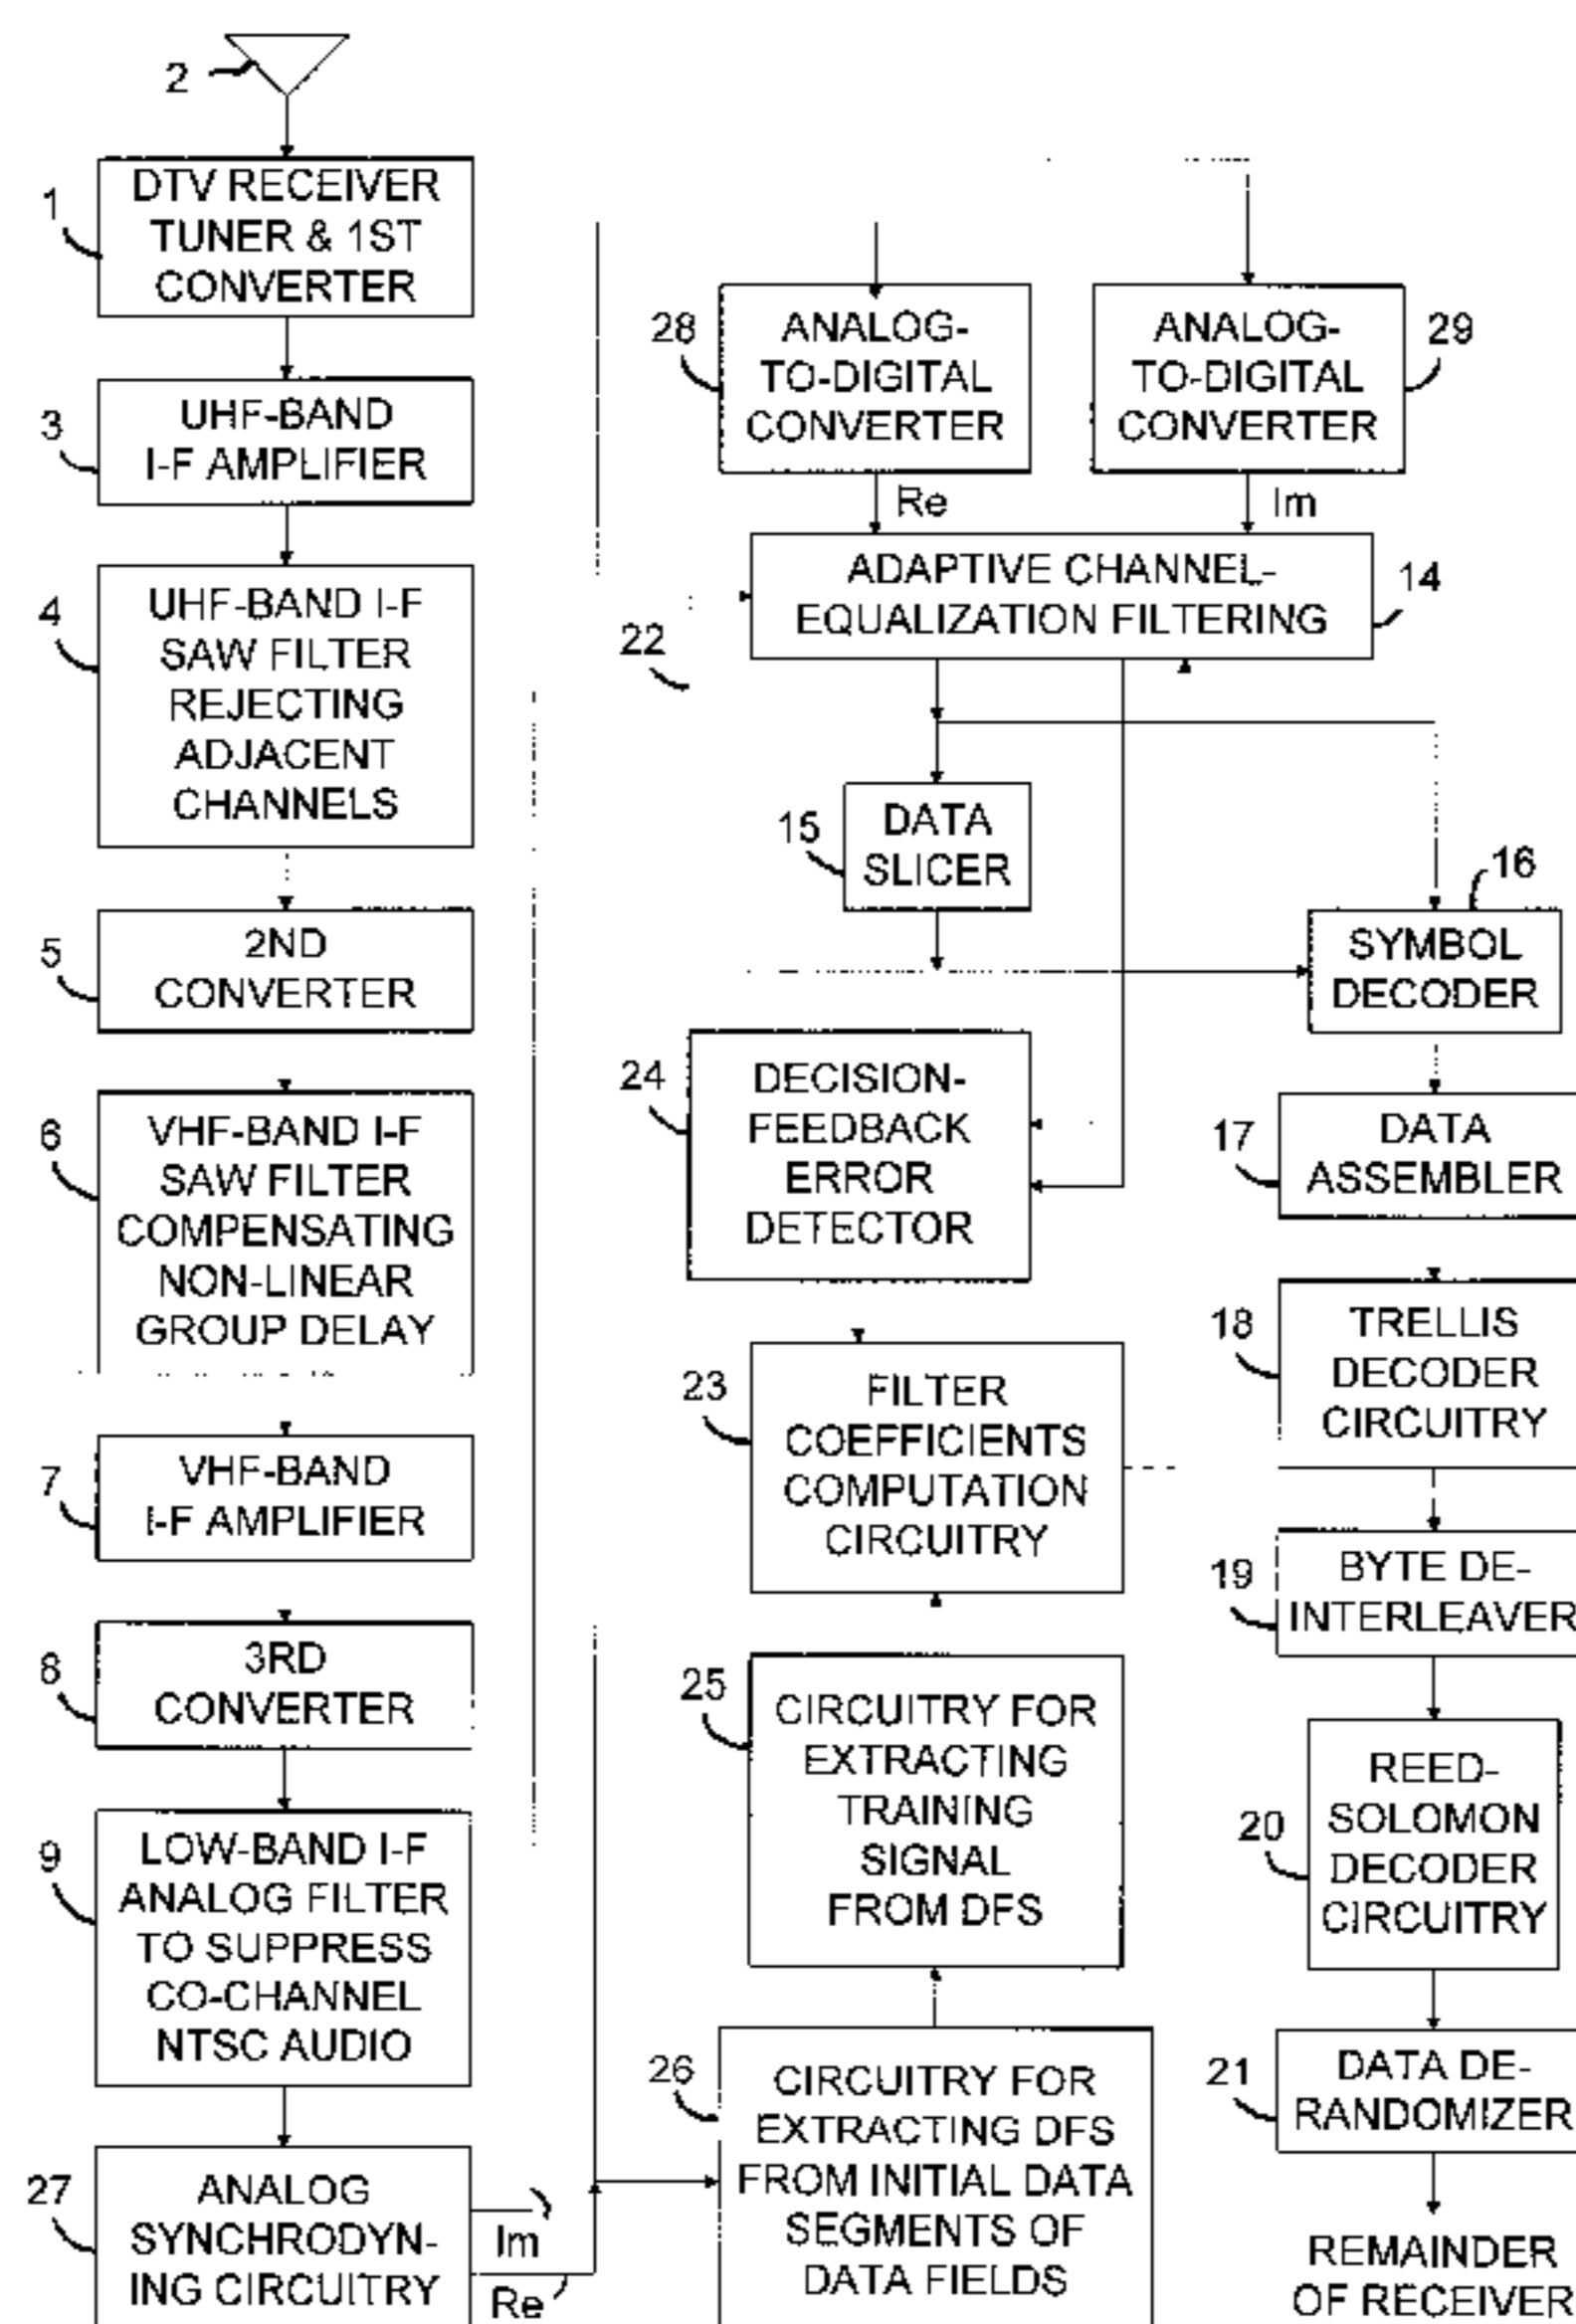 2
1
DTV RECEIVER
TUNER & 1ST
CONVERTER
3
UHF-BAND
I-F AMPLIFIER
4
UHF-BAND I-F
SAW FILTER
REJECTING
ADJACENT
CHANNELS
5
2ND
CONVERTER
6
VHF-BAND I-F
SAW FILTER
COMPENSATING
NON-LINEAR
GROUP DELAY
7
VHF-BAND
I-F AMPLIFIER
8
3RD
CONVERTER
9
LOW-BAND I-F
ANALOG FILTER
TO SUPPRESS
CO-CHANNEL
NTSC AUDIO
27
ANALOG
SYNCHRODYN-
ING CIRCUITRY
Im
Re
28
ANALOG-
TO-DIGITAL
CONVERTER
Re
ANALOG-
TO-DIGITAL
CONVERTER
29
Im
ADAPTIVE CHANNEL-
EQUALIZATION FILTERING
14
22
15
DATA
SLICER
24
DECISION-
FEEDBACK
ERROR
DETECTOR
23
FILTER
COEFFICIENTS
COMPUTATION
CIRCUITRY
25
CIRCUITRY FOR
EXTRACTING
TRAINING
SIGNAL
FROM DFS
26
CIRCUITRY FOR
EXTRACTING DFS
FROM INITIAL DATA
SEGMENTS OF
DATA FIELDS
16
SYMBOL
DECODER
17
DATA
ASSEMBLER
18
TRELLIS
DECODER
CIRCUITRY
19
BYTE DE-
INTERLEAVER
20
REED-
SOLOMON
DECODER
CIRCUITRY
21
DATA DE-
RANDOMIZER
REMAINDER
OF RECEIVER